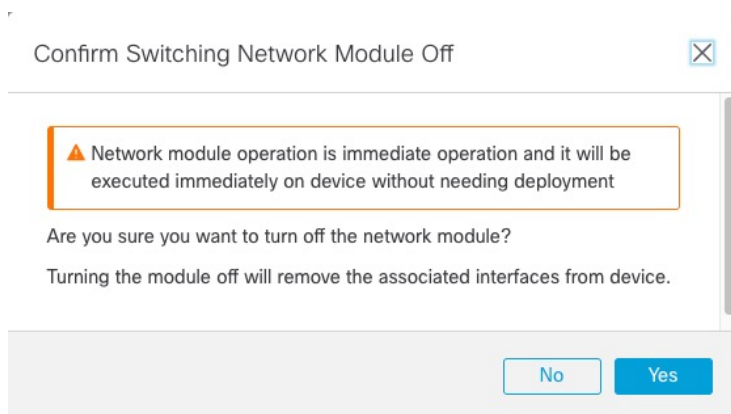 Confirm Switching Network Module Off
Network module operation is immediate operation and it will be
executed immediately on device without needing deployment
Are you sure you want to turn off the network module?
Turning the module off will remove the associated interfaces from device.
No
Yes